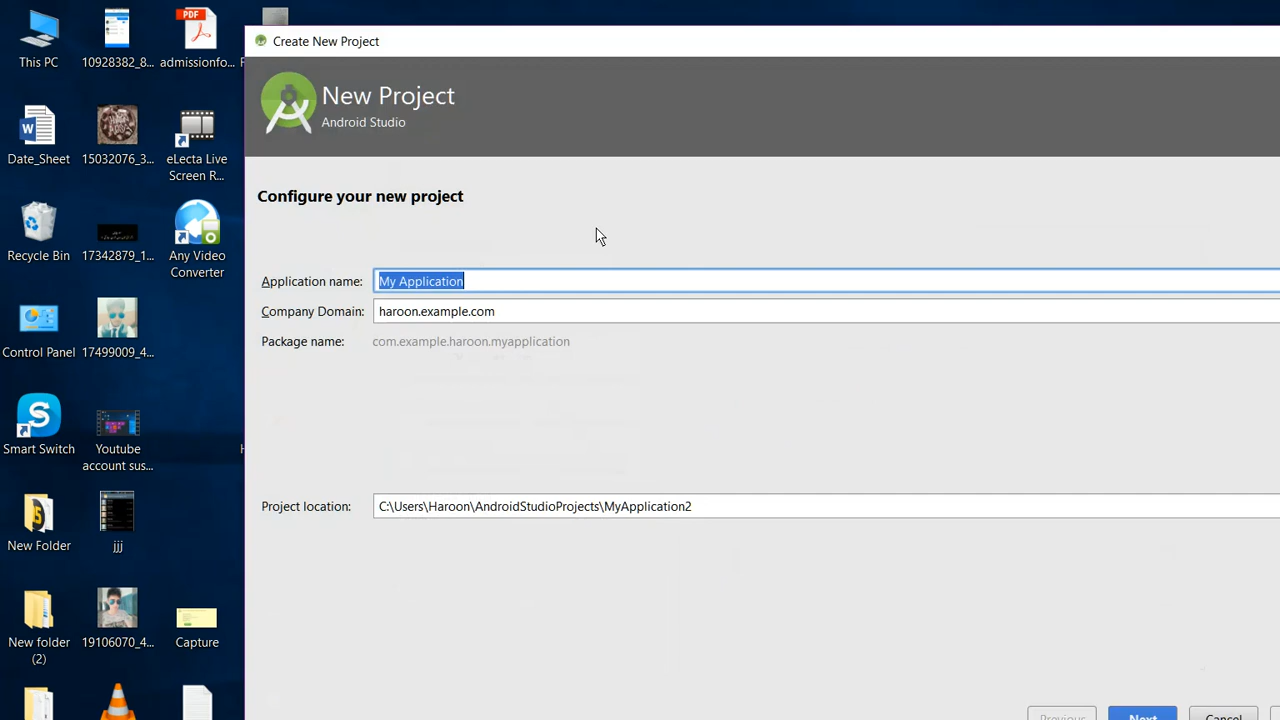 This PC
10928382_8...
PDF
admissionfo...
Date_Sheet
15032076_3...
eLecta Live
Screen R...
Recycle Bin
17342879_1...
Any Video
Converter
Control Panel
17499009_4...
Smart Switch
Youtube
account sus...
New Folder
jjj
New folder
(2)
19106070_4...
Capture
Create New Project
New Project
Android Studio
Configure your new project
Application name: My Application
Company Domain: haroon.example.com
Package name: com.example.haroon.myapplication
Project location: C:\Users\Haroon\AndroidStudioProjects\MyApplication2
Previous Next Cancel